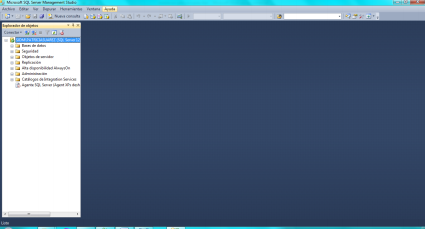 Microsoft SQL Server Management Studio
Archivo Editar Ver Depurar Herramientas Ventana Ayuda
Nueva consulta
Explorador de objetos
Conectar
(SQL Server
Bases de datos
Seguridad
Objetos de servidor
Replicación
Alta disponibilidad AlwaysOn
Administración
Catálogos de Integration Services
Agente SQL Server (Agent XPs desh
Listo